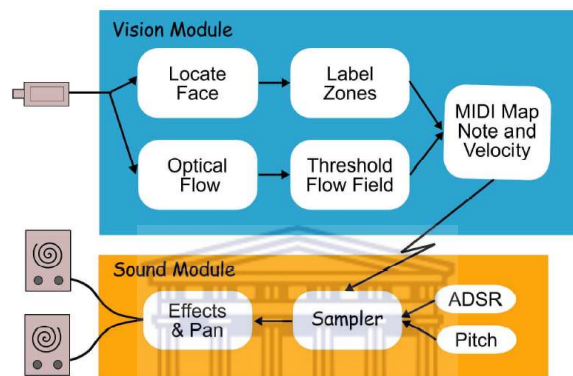 Vision Module
Locate
Face
Label
Zones
MIDI Map
Note and
Velocity
Optical
Flow
Threshold
Flow Field
Sound Module
Effects
& Pan
Sampler
ADSR
Pitch